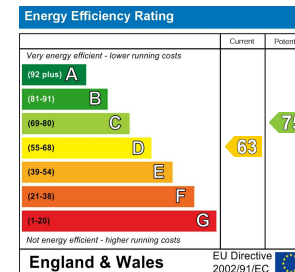 Energy Efficiency Rating
Current
Very energy efficient - lower running costs
(92 plus) A
(81-91) B
(69-80) C
(55-68) D
63
(39-54) E
(21-38) F
(1-20) G
Not energy efficient - higher running costs
England & Wales
EU Directive
2002/91/EC